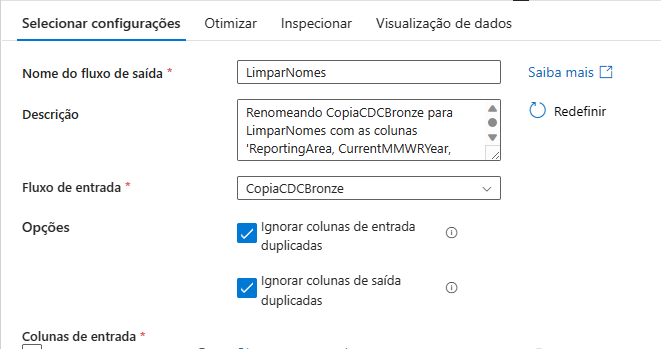 Selecionar configurações Otimizar Inspecionar Visualização de dados
Nome do fluxo de saída * LimparNomes Saiba mais
Descrição Renomeando CopiaCDCBronze para Redefinir
LimparNomes com as colunas
'ReportingArea, CurrentMMWRYear,
Fluxo de entrada * CopiaCDCBronze
Opções Ignorar colunas de entrada
duplicadas
Ignorar colunas de saída
duplicadas
Colunas de entrada *